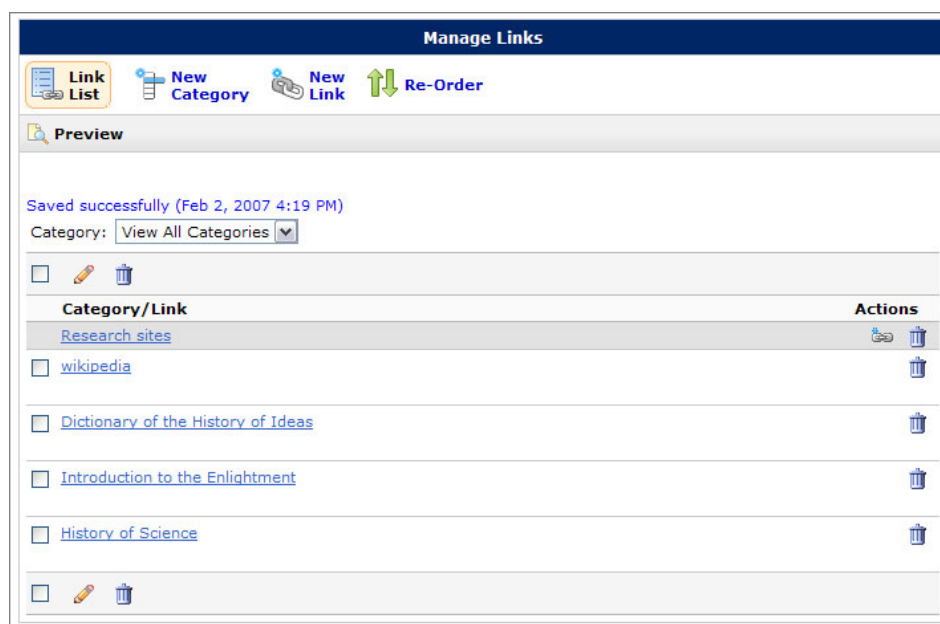 Manage Links
Link List
New Category
New Link
Re-Order
Preview
Saved successfully (Feb 2, 2007 4:19 PM)
Category: View All Categories
Category/Link Actions
Research sites
wikipedia
Dictionary of the History of Ideas
Introduction to the Enlightment
History of Science